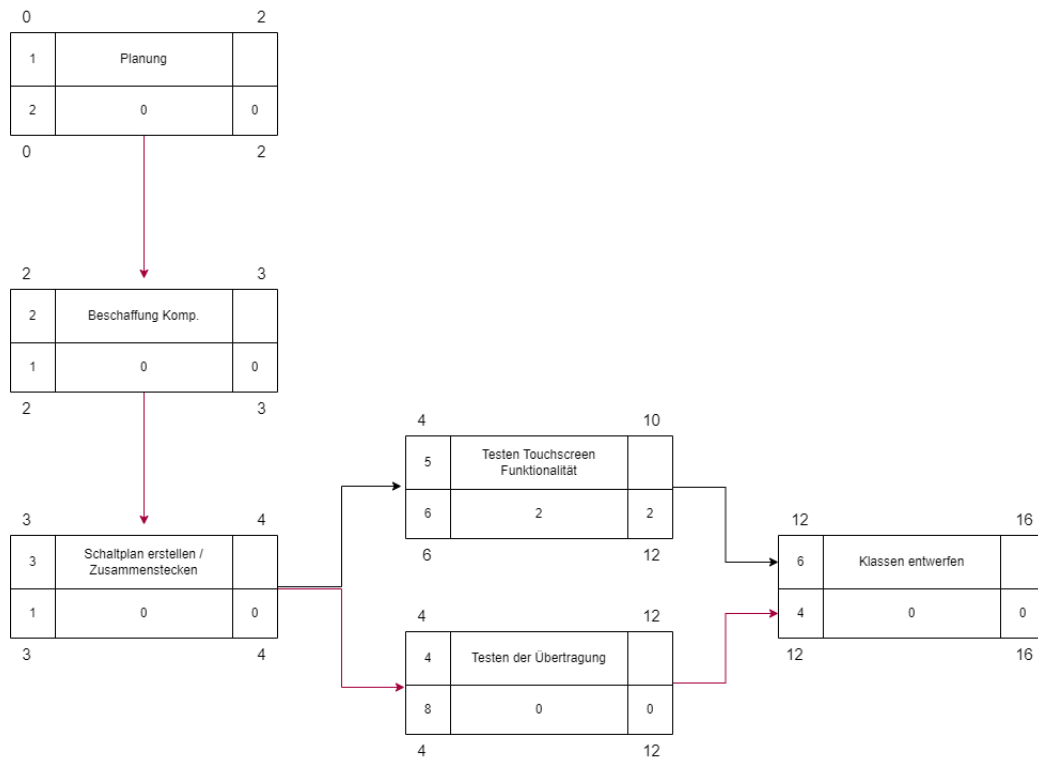 0 2
1 Planung
2 0 0
0 2
2 3
2 Beschaffung Komp.
1 0 0
2 3
3 4
3 Schaltplan erstellen /
Zusammenstecken
1 0 0
3 4
4 10
5 Testen Touchscreen
Funktionalität
6 2 2
6 12
4 12
4 Testen der Übertragung
8 0 0
4 12
12 16
6 Klassen entwerfen
4 0 0
12 16